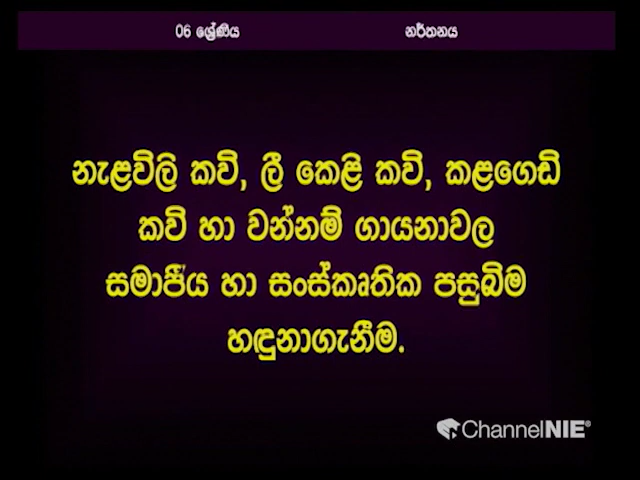 06 ශ්‍රේණිය නර්තනය
නැළවිලි කවි, ලී කෙළි කවි, කළගෙඩි
කවි හා වන්නම් ගායනාවල
සමාජීය හා සංස්කෘතික පසුබිම
හඳුනාගැනීම.
ChannelNIE®